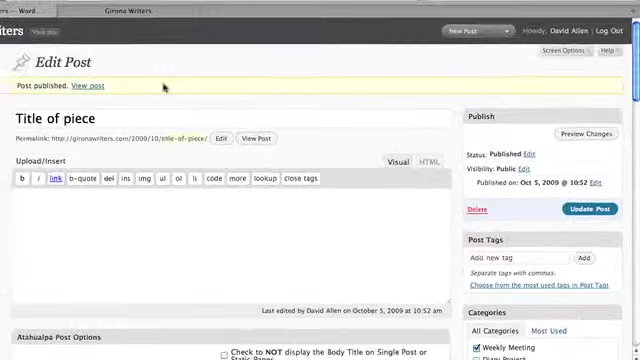 ers — Word...
Girona Writers
iters
Visit site
New Post
Howdy, David Allen | Log Out
Screen Options
Help
Edit Post
Post published. View post
Title of piece
Permalink: http://gironawriters.com/2009/10/title-of-piece/
Edit
View Post
Upload/Insert
Visual
HTML
b
i
link
b-quote
del
ins
img
ul
ol
li
code
more
lookup
close tags
Last edited by David Allen on October 5, 2009 at 10:52 am
Atahualpa Post Options
Check to NOT display the Body Title on Single Post or
Static Pages
Publish
Preview Changes
Status: Published Edit
Visibility: Public Edit
Published on: Oct 5, 2009 @ 10:52 Edit
Delete
Update Post
Post Tags
Add new tag
Add
Separate tags with commas.
Choose from the most used tags in Post Tags
Categories
All Categories
Most Used
Weekly Meeting
Diary Project